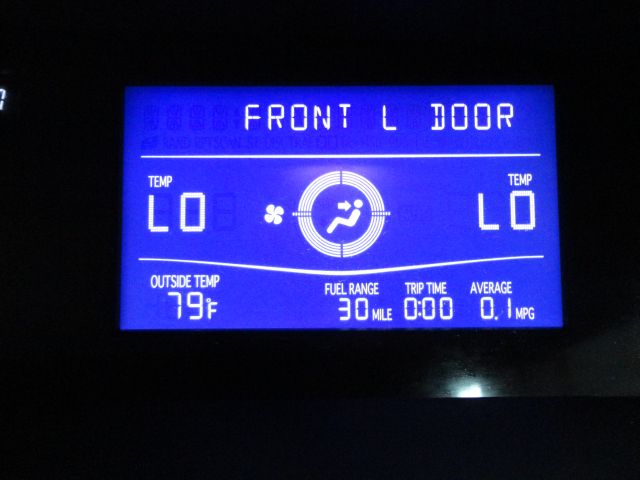 FRONT L DOOR
TEMP TEMP
LO LO
OUTSIDE TEMP FUEL RANGE TRIP TIME AVERAGE
79°F 30 MILE 0:00 0.1 MPG